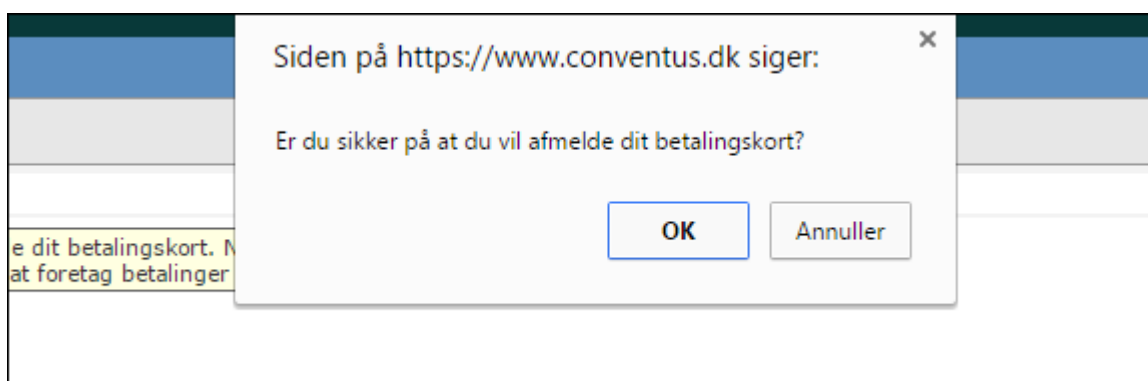 Siden på https://www.conventus.dk siger:
Er du sikker på at du vil afmelde dit betalingskort?
OK
Annuller
e dit betalingskort.
at foretag betalinger